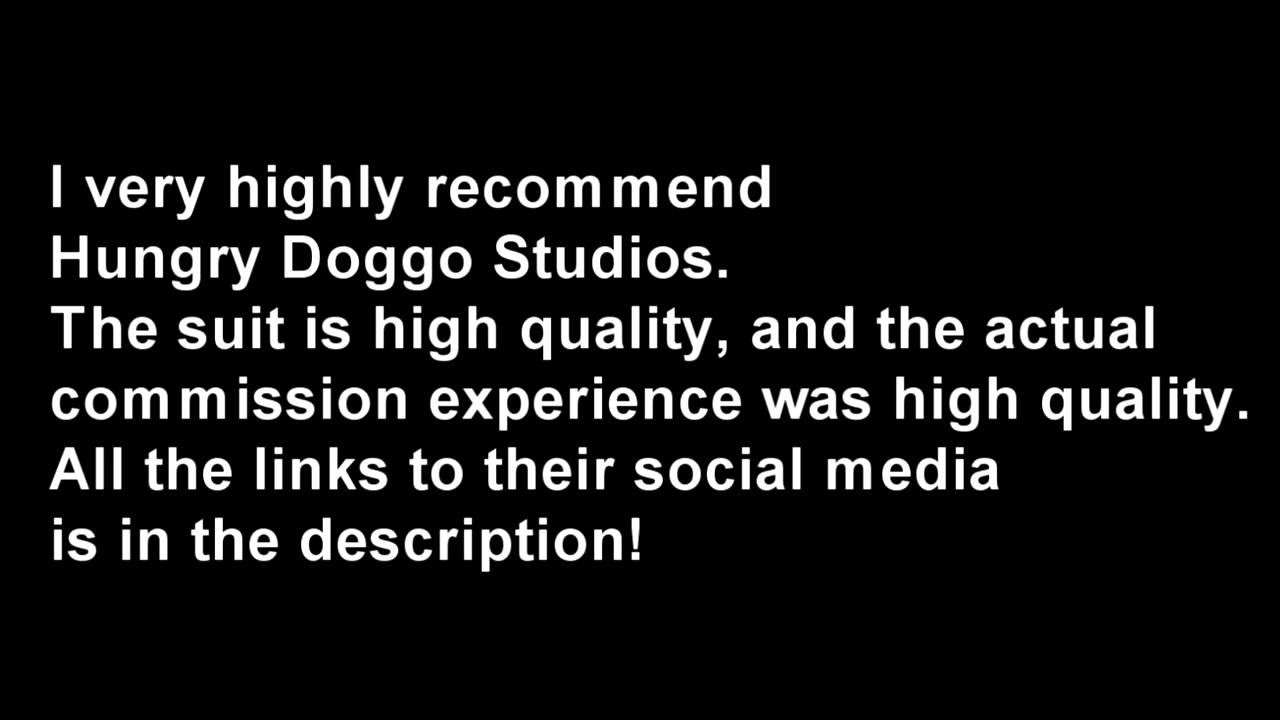 I very highly recommend
Hungry Doggo Studios.
The suit is high quality, and the actual
commission experience was high quality.
All the links to their social media
is in the description!